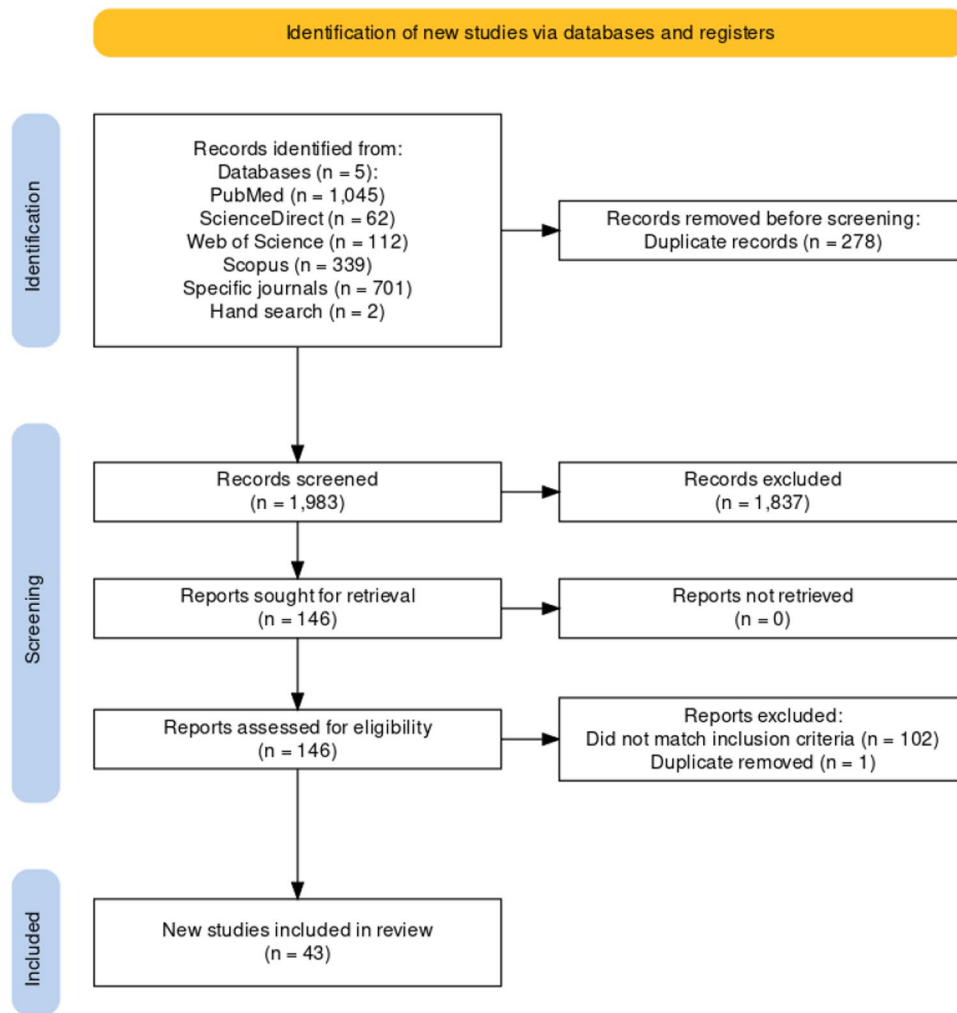 Identification of new studies via databases and registers
Identification
Records identified from:
Databases (n = 5):
PubMed (n = 1,045)
ScienceDirect (n = 62)
Web of Science (n = 112)
Scopus (n = 339)
Specific journals (n = 701)
Hand search (n = 2)
Records removed before screening:
Duplicate records (n = 278)
Screening
Records screened
(n = 1,983)
Records excluded
(n = 1,837)
Reports sought for retrieval
(n = 146)
Reports not retrieved
(n = 0)
Reports assessed for eligibility
(n = 146)
Reports excluded:
Did not match inclusion criteria (n = 102)
Duplicate removed (n = 1)
Included
New studies included in review
(n = 43)